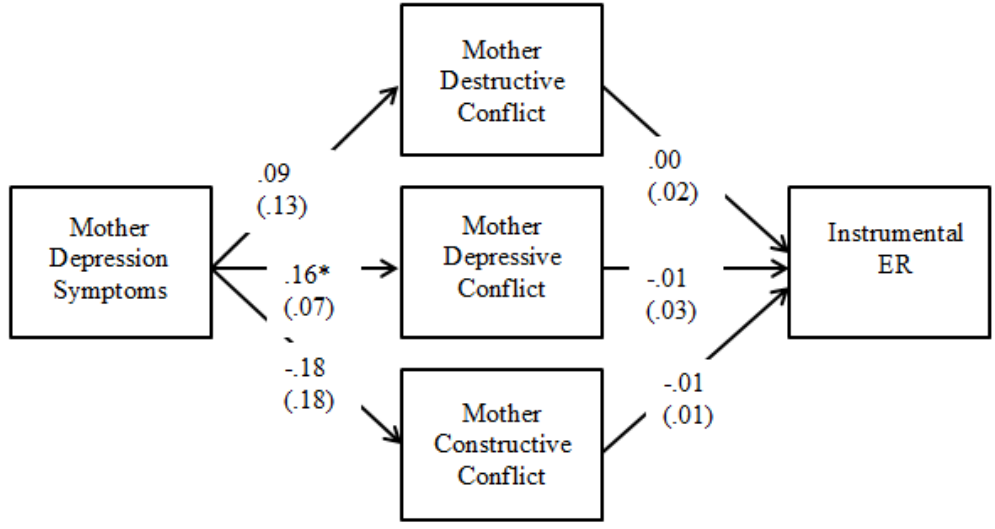 Mother
Destructive
Conflict
.09
(.13)
.00
(.02)
Mother
Depression
Symptoms
.16*
(.07)
Mother
Depressive
Conflict
-.01
(.03)
Instrumental
ER
-.18
(.18)
Mother
Constructive
Conflict
-.01
(.01)